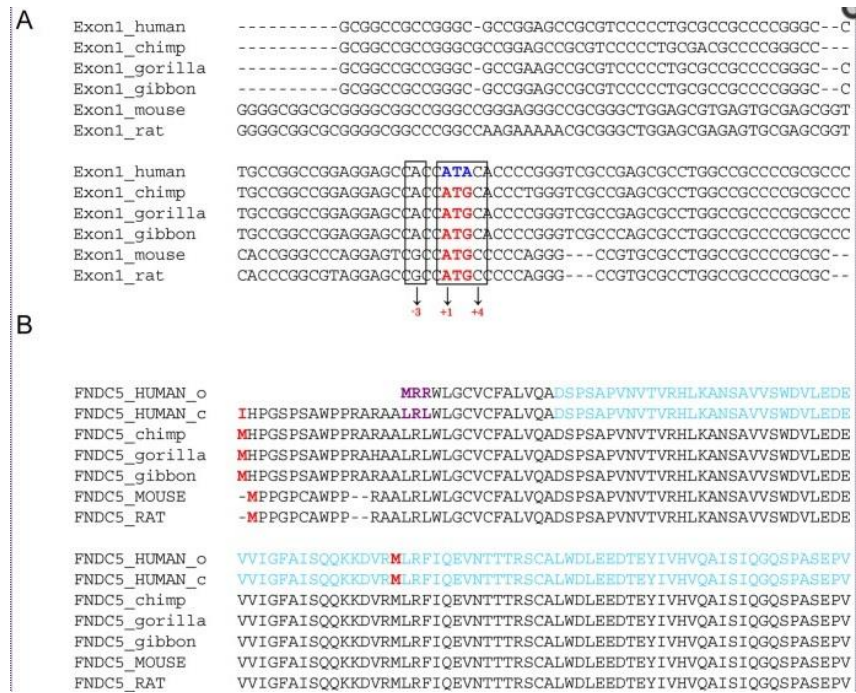 A
Exon1_human ----------GCGGCCGCCGGGC-GCCGGAGCCGCGTCCCCCTGCGCCGCCCCGGGC--C
Exon1_chimp ----------GCGGCCGCCGGGCGCGCCGGAGCCGCGTCCCCCTGCGACGCCCCGGGCC---
Exon1_gorilla ----------GCGGCCGCCGGGC-GCCGAAGCCGCGTCCCCCTGCGCCGCCCCGGGC--C
Exon1_gibbon ----------GCGGCCGCCGGGC-GCCGGAGCCGCGTCCCCCTGCGCCGCCCCGGGC--C
Exon1_mouse GGGGCGGCGCGGGGCGGCCGGGCCGGGAGGGCCGCGGGCTGGAGCGTGAGTGCGAGCGGT
Exon1_rat GGGGCGGCGCGGGGCGGCCCGGCCAAGAAAAACGCGGGCTGGAGCGAGAGTGCGAGCGGT
Exon1_human TGCCGGCCGGAGGAGCCACCATACACCCCGGGTCGCCGAGCGCCTGGCCGCCCCGCGCCC
Exon1_chimp TGCCGGCCGGAGGAGCCACCATGCACCCTGGGTCGCCGAGCGCCTGGCCGCCCCGCGCCC
Exon1_gorilla TGCCGGCCGGAGGAGCCACCATGCACCCCGGGTCGCCGAGCGCCTGGCCGCCCCGCGCCC
Exon1_gibbon TGCCGGCCGGAGGAGCCACCATGCACCCCGGGTCGCCCAGCGCCTGGCCGCCCCGCGCCC
Exon1_mouse CACCGGGCCCAGGAGTCGCCATGCCCCCAGGG---CCGTGCGCCTGGCCGCCCCGCGC--
Exon1_rat CACCCGGCGTAGGAGCCGCCATGCCCCCAGGG---CCGTGCGCCTGGCCGCCCCGCGC--
-3 +1 +4
B
FNDC5_HUMAN_o MRRWLGCVCFALVQADSPSAPVNVTVRHLKANSAVVSWDVLEDE
FNDC5_HUMAN_c IHPGSPSAWPPRARAALRLWLGCVCFALVQADSPSAPVNVTVRHLKANSAVVSWDVLEDE
FNDC5_chimp MHPGSPSAWPPRARAALRLWLGCVCFALVQADSPSAPVNVTVRHLKANSAVVSWDVLEDE
FNDC5_gorilla MHPGSPSAWPPRAHAALRLWLGCVCFALVQADSPSAPVNVTVRHLKANSAVVSWDVLEDE
FNDC5_gibbon MHPGSPSAWPPRARAALRLWLGCVCFALVQADSPSAPVNVTVRHLKANSAVVSWDVLEDE
FNDC5_MOUSE -MPPGPCAWPP--RAALRLWLGCVCFALVQADSPSAPVNVTVRHLKANSAVVSWDVLEDE
FNDC5_RAT -MPPGPCAWPP--RAALRLWLGCVCFALVQADSPSAPVNVTVRHLKANSAVVSWDVLEDE
FNDC5_HUMAN_o VVIGFAISQQKKDVRMLRFIQEVNTTTRSCALWDLEEDTEYIVHVQAISIQGQSPASEPV
FNDC5_HUMAN_c VVIGFAISQQKKDVRMLRFIQEVNTTTRSCALWDLEEDTEYIVHVQAISIQGQSPASEPV
FNDC5_chimp VVIGFAISQQKKDVRMLRFIQEVNTTTRSCALWDLEEDTEYIVHVQAISIQGQSPASEPV
FNDC5_gorilla VVIGFAISQQKKDVRMLRFIQEVNTTTRSCALWDLEEDTEYIVHVQAISIQGQSPASEPV
FNDC5_gibbon VVIGFAISQQKKDVRMLRFIQEVNTTTRSCALWDLEEDTEYIVHVQAISIQGQSPASEPV
FNDC5_MOUSE VVIGFAISQQKKDVRMLRFIQEVNTTTRSCALWDLEEDTEYIVHVQAISIQGQSPASEPV
FNDC5_RAT VVIGFAISQQKKDVRMLRFIQEVNTTTRSCALWDLEEDTEYIVHVQAISIQGQSPASEPV